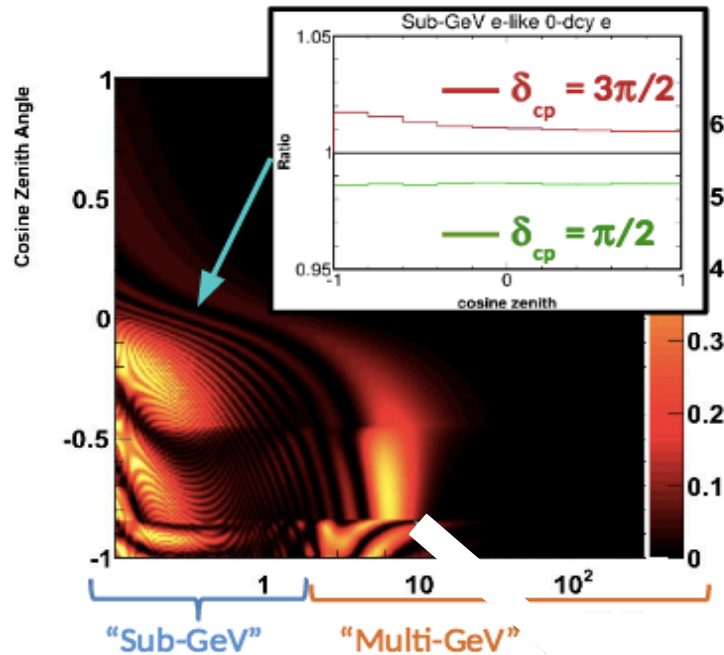 Sub-GeV e-like 0-dcy e
1.05
δcp = 3π/2
Ratio
1
δcp = π/2
0.95
-1
0
1
cosine zenith
Cosine Zenith Angle
1
0.5
0
-0.5
-1
1
10
10²
6
5
4
0.3
0.2
0.1
0
“Sub-GeV”
“Multi-GeV”